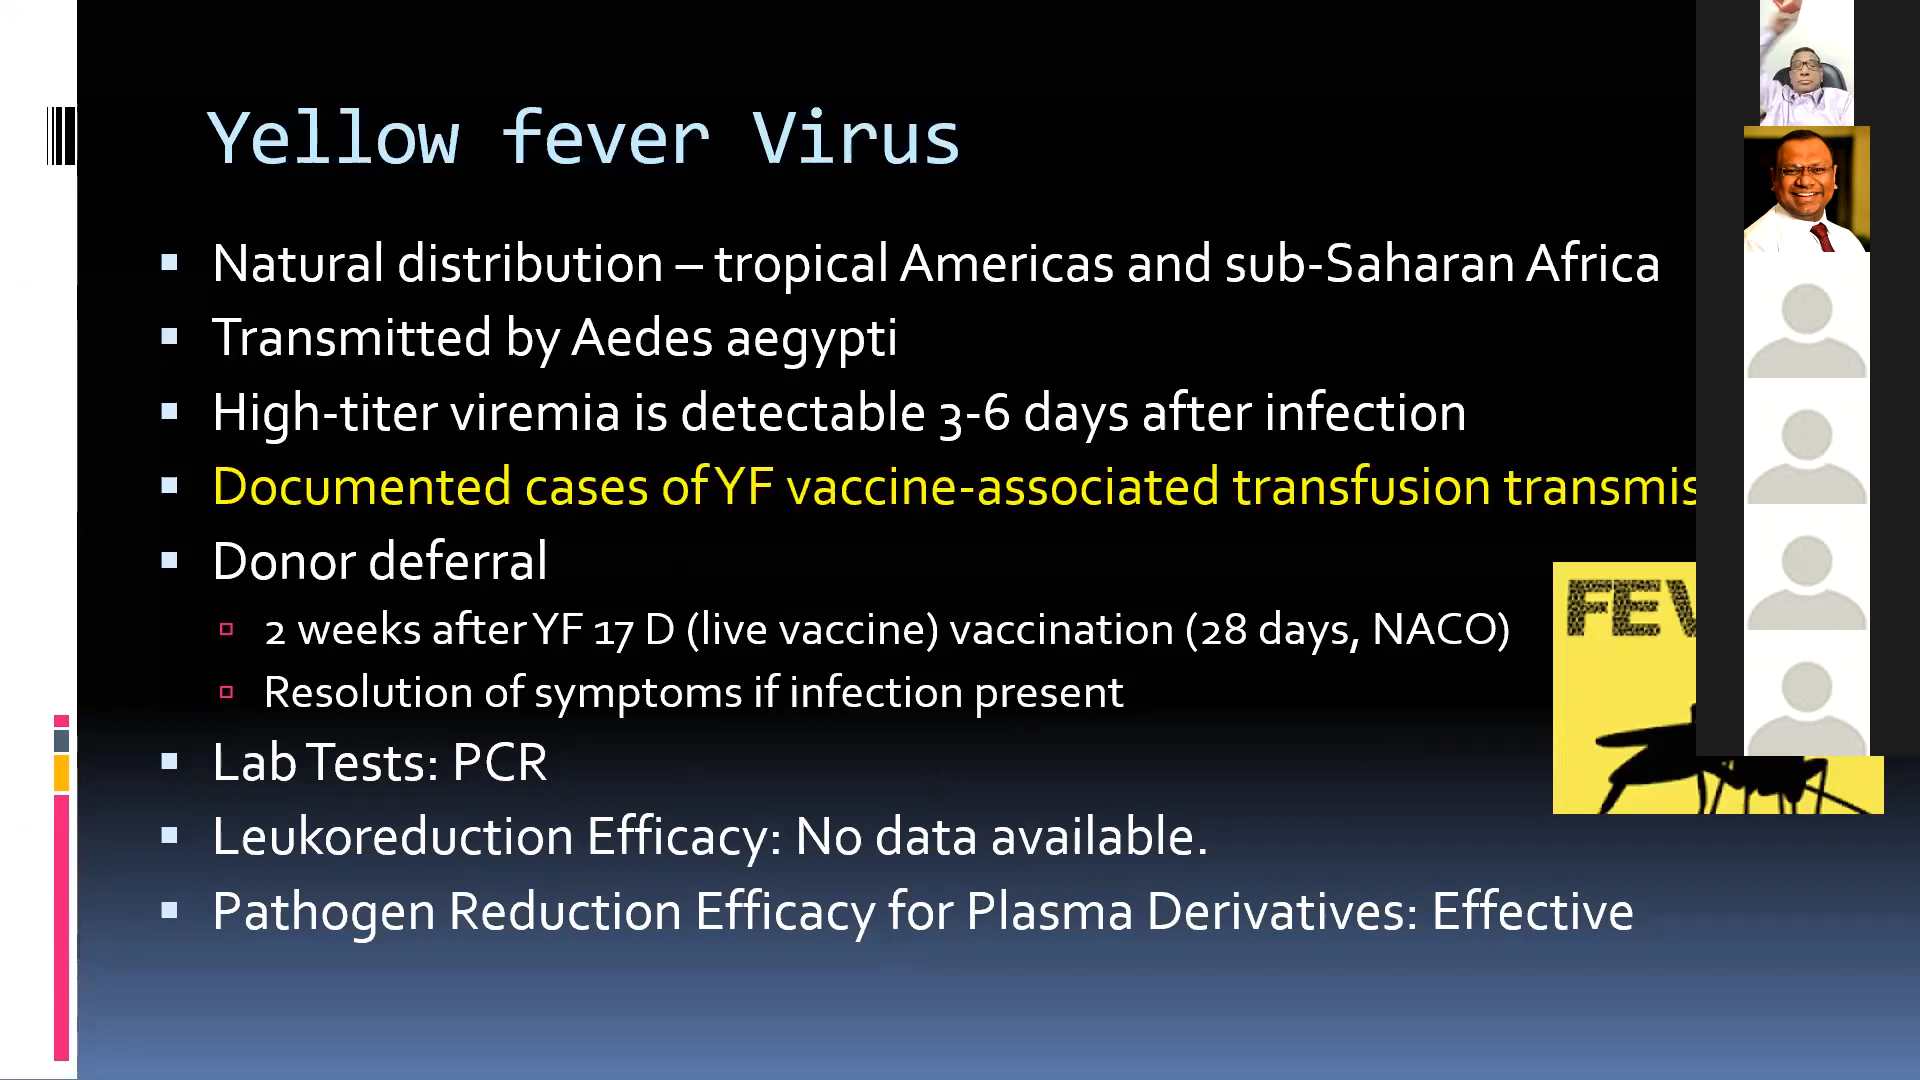 Yellow fever Virus
Natural distribution – tropical Americas and sub-Saharan Africa
Transmitted by Aedes aegypti
High-titer viremia is detectable 3-6 days after infection
Documented cases of YF vaccine-associated transfusion transmis
Donor deferral
2 weeks after YF 17 D (live vaccine) vaccination (28 days, NACO)
Resolution of symptoms if infection present
FEV
Lab Tests: PCR
Leukoreduction Efficacy: No data available.
Pathogen Reduction Efficacy for Plasma Derivatives: Effective